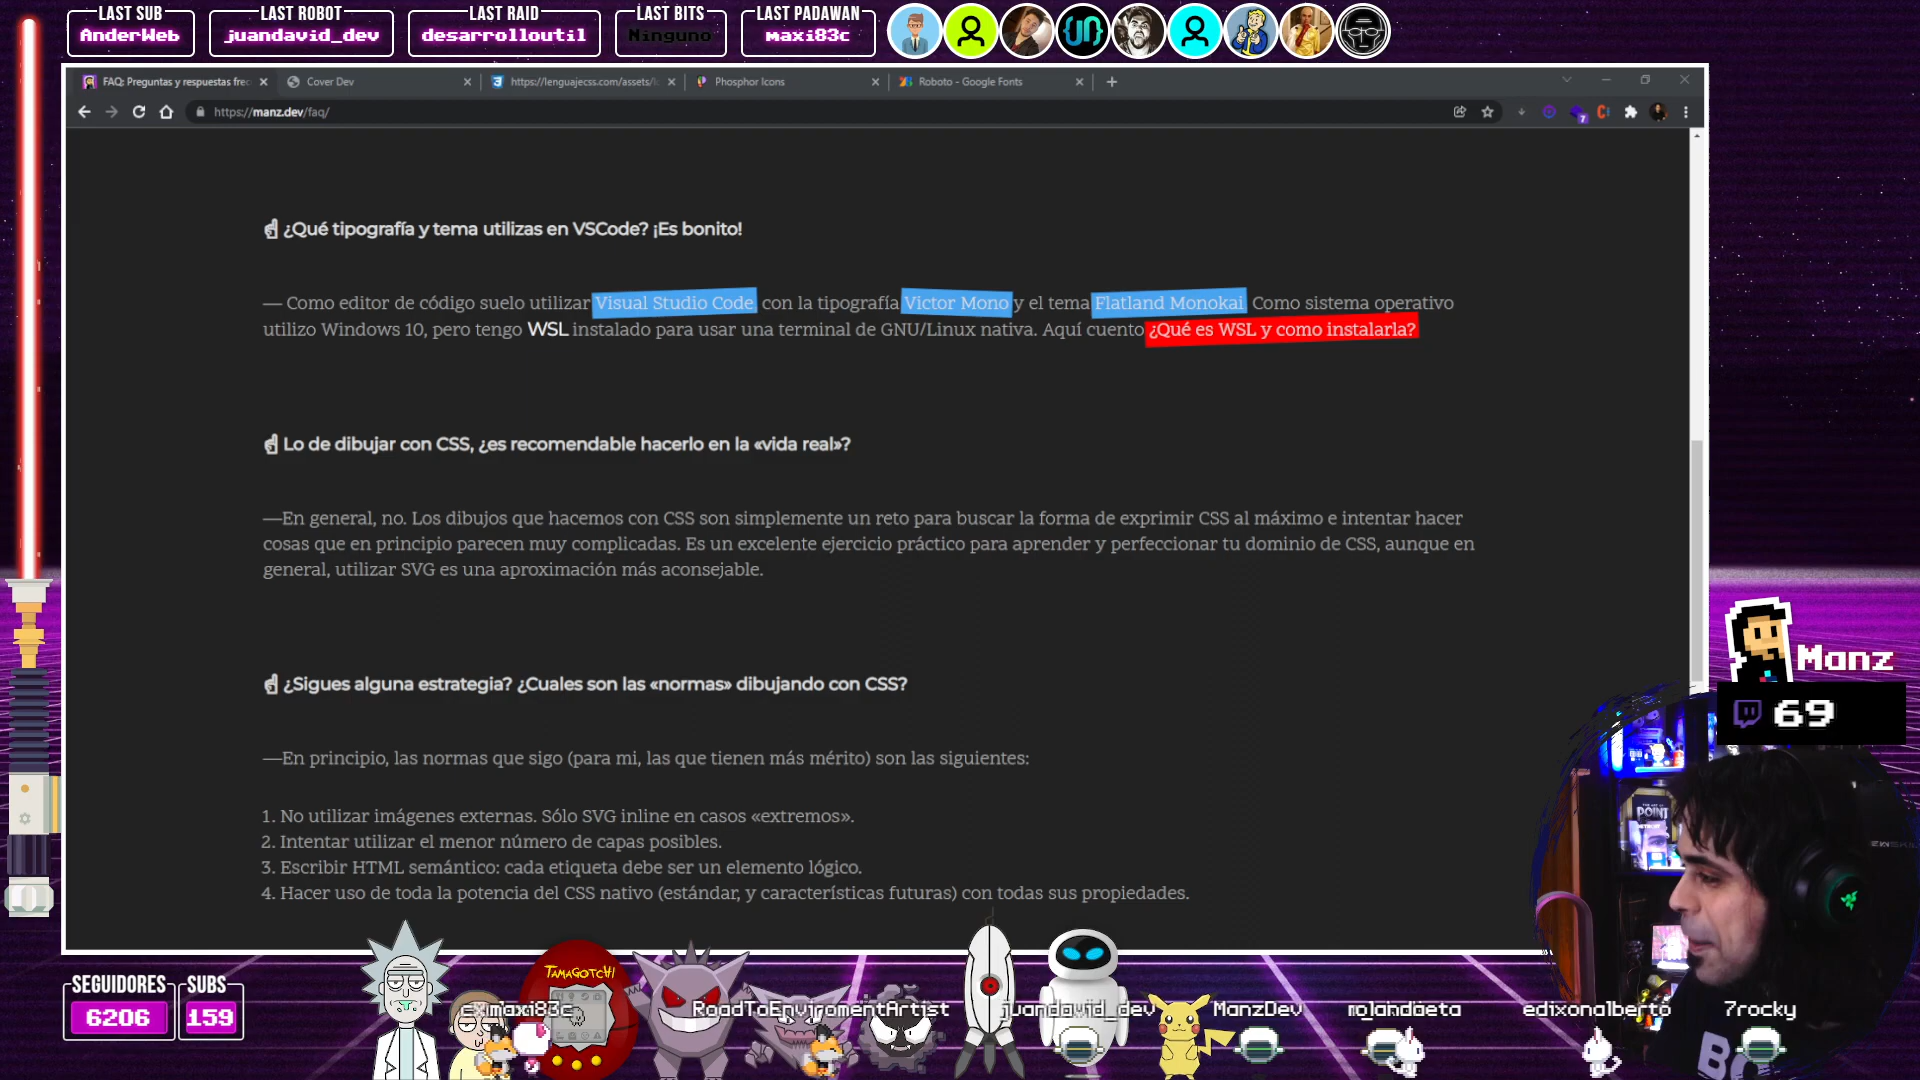 LAST SUB
AnderWeb
LAST ROBOT
juandavid_dev
LAST RAID
desarrolloutil
LAST BITS
Ninguno
LAST PADAWAN
maxi83c
FAQ: Preguntas y respuestas frec
Cover Dev
https://lenguajecss.com/assets/
Phosphor Icons
Roboto - Google Fonts
https://manz.dev/faq/
7
☝ ¿Qué tipografía y tema utilizas en VSCode? ¡Es bonito!
— Como editor de código suelo utilizar Visual Studio Code con la tipografía Victor Mono y el tema Flatland Monokai Como sistema operativo
utilizo Windows 10, pero tengo WSL instalado para usar una terminal de GNU/Linux nativa. Aquí cuento ¿Qué es WSL y como instalarla?
☝ Lo de dibujar con CSS, ¿es recomendable hacerlo en la «vida real»?
—En general, no. Los dibujos que hacemos con CSS son simplemente un reto para buscar la forma de exprimir CSS al máximo e intentar hacer
cosas que en principio parecen muy complicadas. Es un excelente ejercicio práctico para aprender y perfeccionar tu dominio de CSS, aunque en
general, utilizar SVG es una aproximación más aconsejable.
☝ ¿Sigues alguna estrategia? ¿Cuales son las «normas» dibujando con CSS?
—En principio, las normas que sigo (para mi, las que tienen más mérito) son las siguientes:
1. No utilizar imágenes externas. Sólo SVG inline en casos «extremos».
2. Intentar utilizar el menor número de capas posibles.
3. Escribir HTML semántico: cada etiqueta debe ser un elemento lógico.
4. Hacer uso de toda la potencia del CSS nativo (estándar, y características futuras) con todas sus propiedades.
Manz
69
POINT
SEGUIDORES
6206
SUBS
159
TAMAGOTCHI
eximaxi83c
RoadToEnviromentArtist
juandavid_dev
ManzDev
rolandbeta
edixonalberto
7rocky